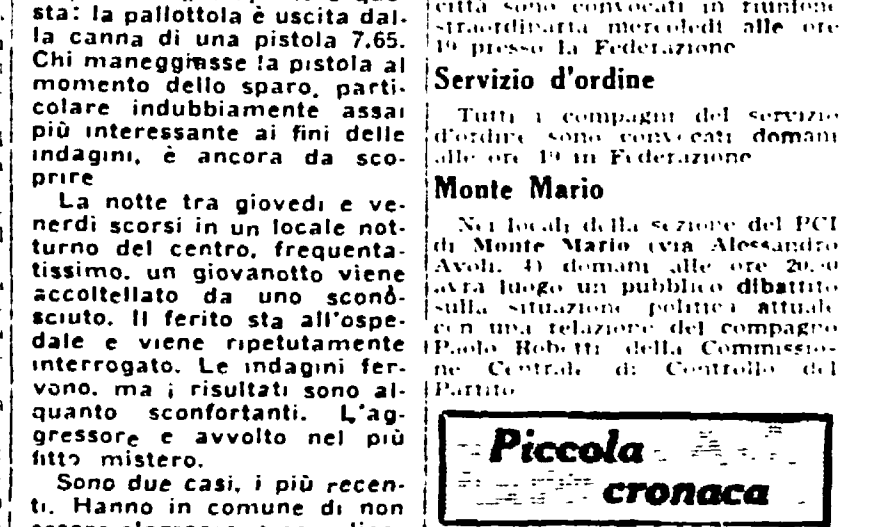 sta: la pallottola è uscita dal-
la canna di una pistola 7.65.
Chi maneggiasse la pistola al
momento dello sparo, parti-
colare indubbiamente assai
più interessante ai fini delle
indagini, è ancora da sco-
prire
La notte tra giovedi e ve-
nerdi scorsi in un locale not-
turno del centro, frequenta-
tissimo, un giovanotto viene
accoltellato da uno scono-
sciuto. Il ferito sta all'ospe-
dale e viene ripetutamente
interrogato. Le indagini fer-
vono, ma i risultati sono al-
quanto sconfortanti. L'ag-
gressore e avvolto nel più
fitto mistero.
Sono due casi, i più recen-
ti. Hanno in comune di non
città sono convocati in riunione
straordinaria mercoledi alle ore
19 presso la Federazione
Servizio d'ordine
Tutti i compagni del servizio
d'ordine sono convocati domani
alle ore 19 in Federazione
Monte Mario
Nei locali della sezione del PCI
di Monte Mario (via Alessandro
Avoli, 4) domani alle ore 20,30
avra luogo un pubblico dibattito
sulla situazione politica attuale
con una relazione del compagno
Paolo Robotti della Commissio-
ne Centrale di Controllo del
Partito
Piccola
cronaca